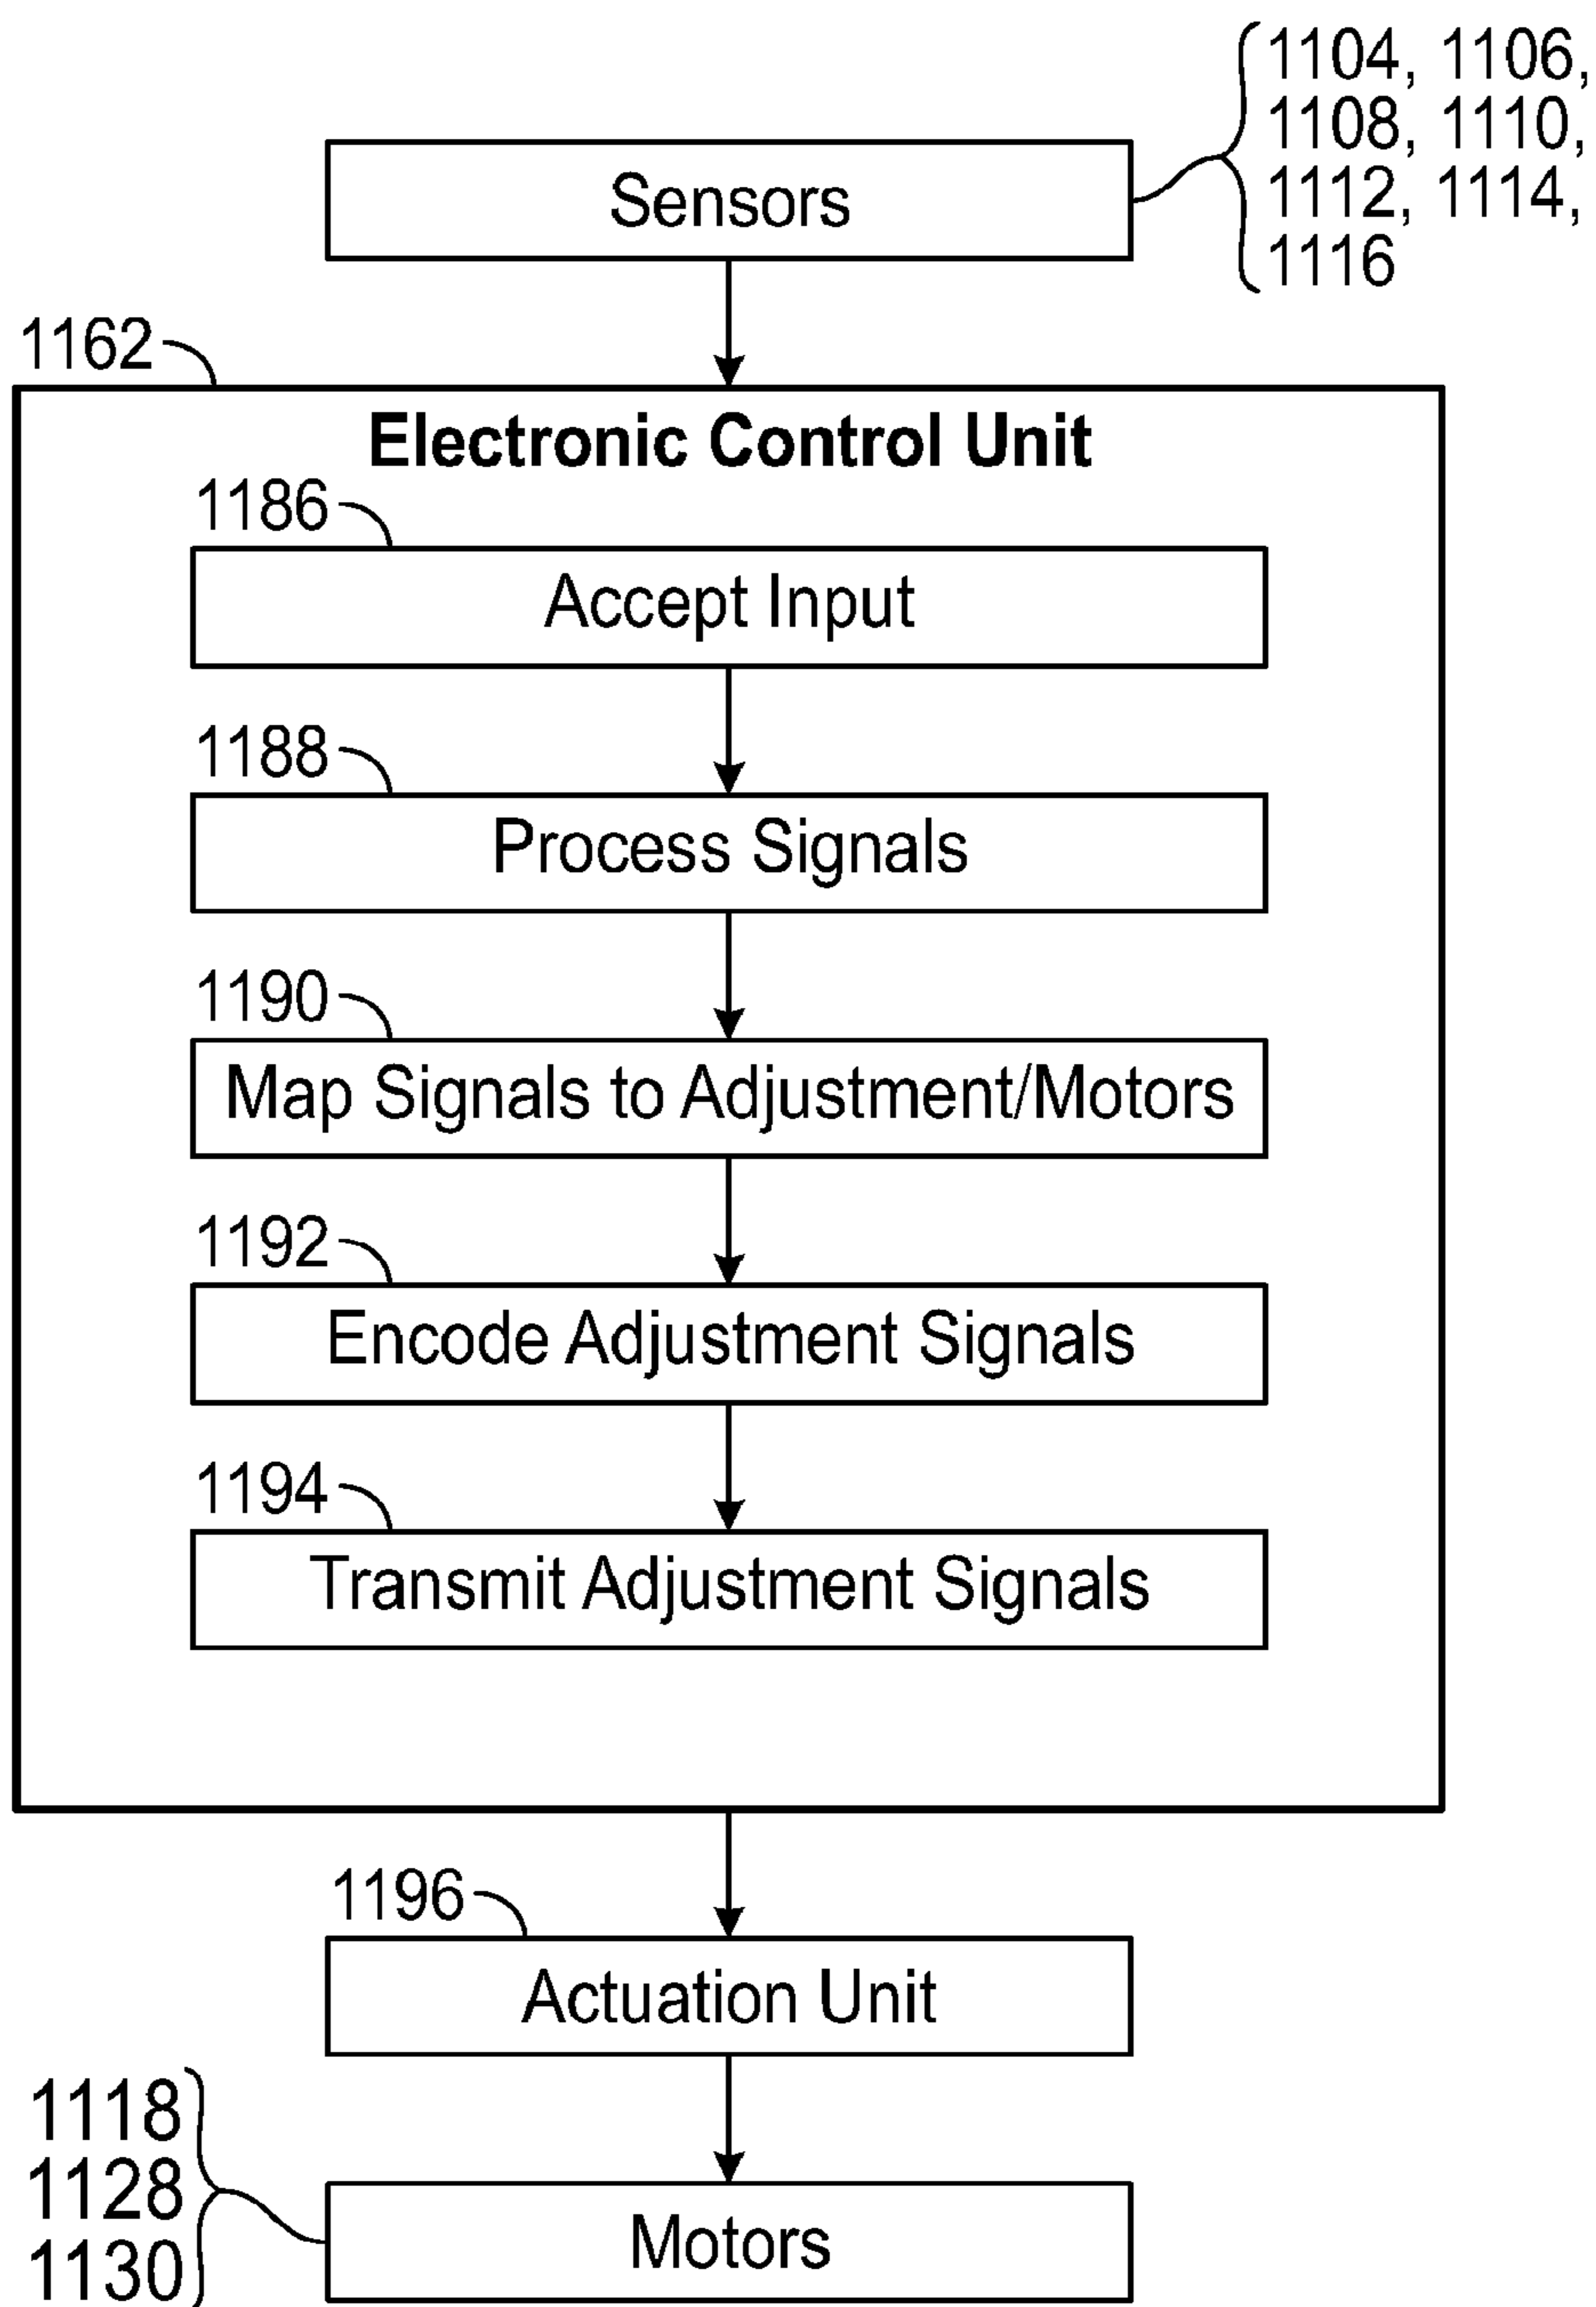 1104, 1106,
1108, 1110,
1112, 1114,
1116
Sensors
1162
Electronic Control Unit
1186
Accept Input
1188
Process Signals
1190
Map Signals to Adjustment/Motors
1192
Encode Adjustment Signals
1194
Transmit Adjustment Signals
1196
Actuation Unit
1118
1128
1130
Motors